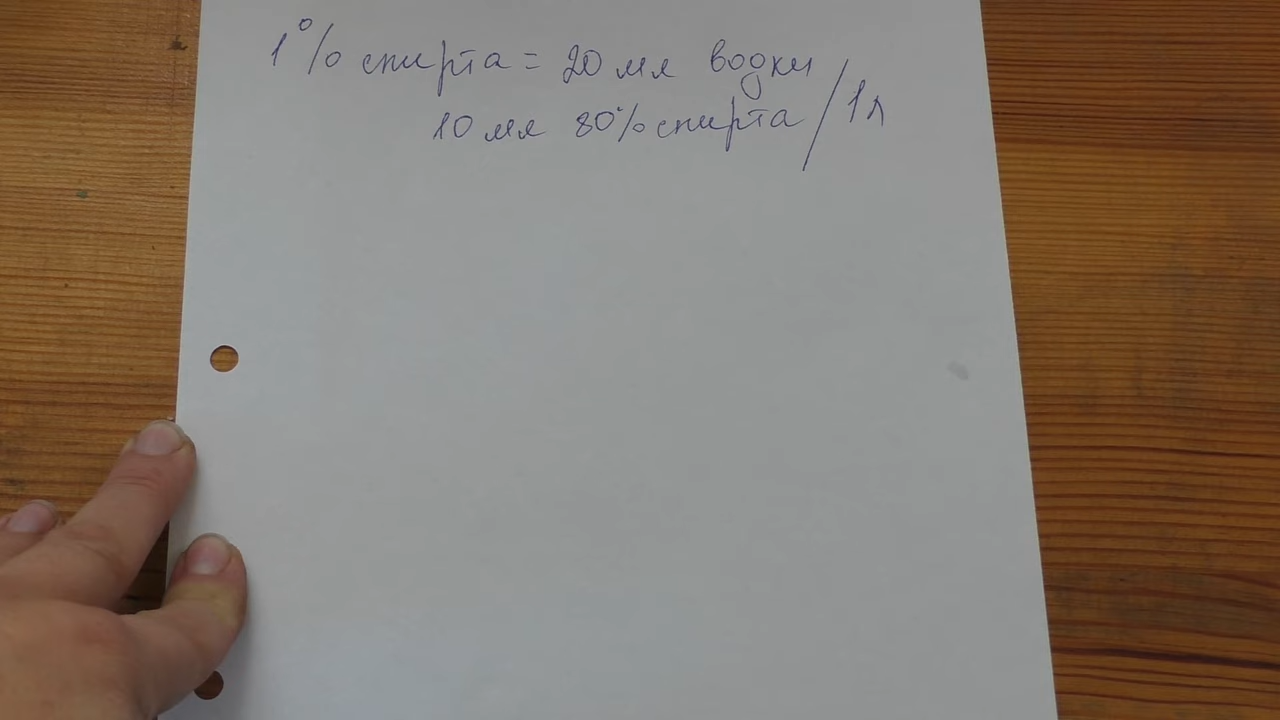 1% спирта = 20 мл водки
10 мл 80% спирта / 1л